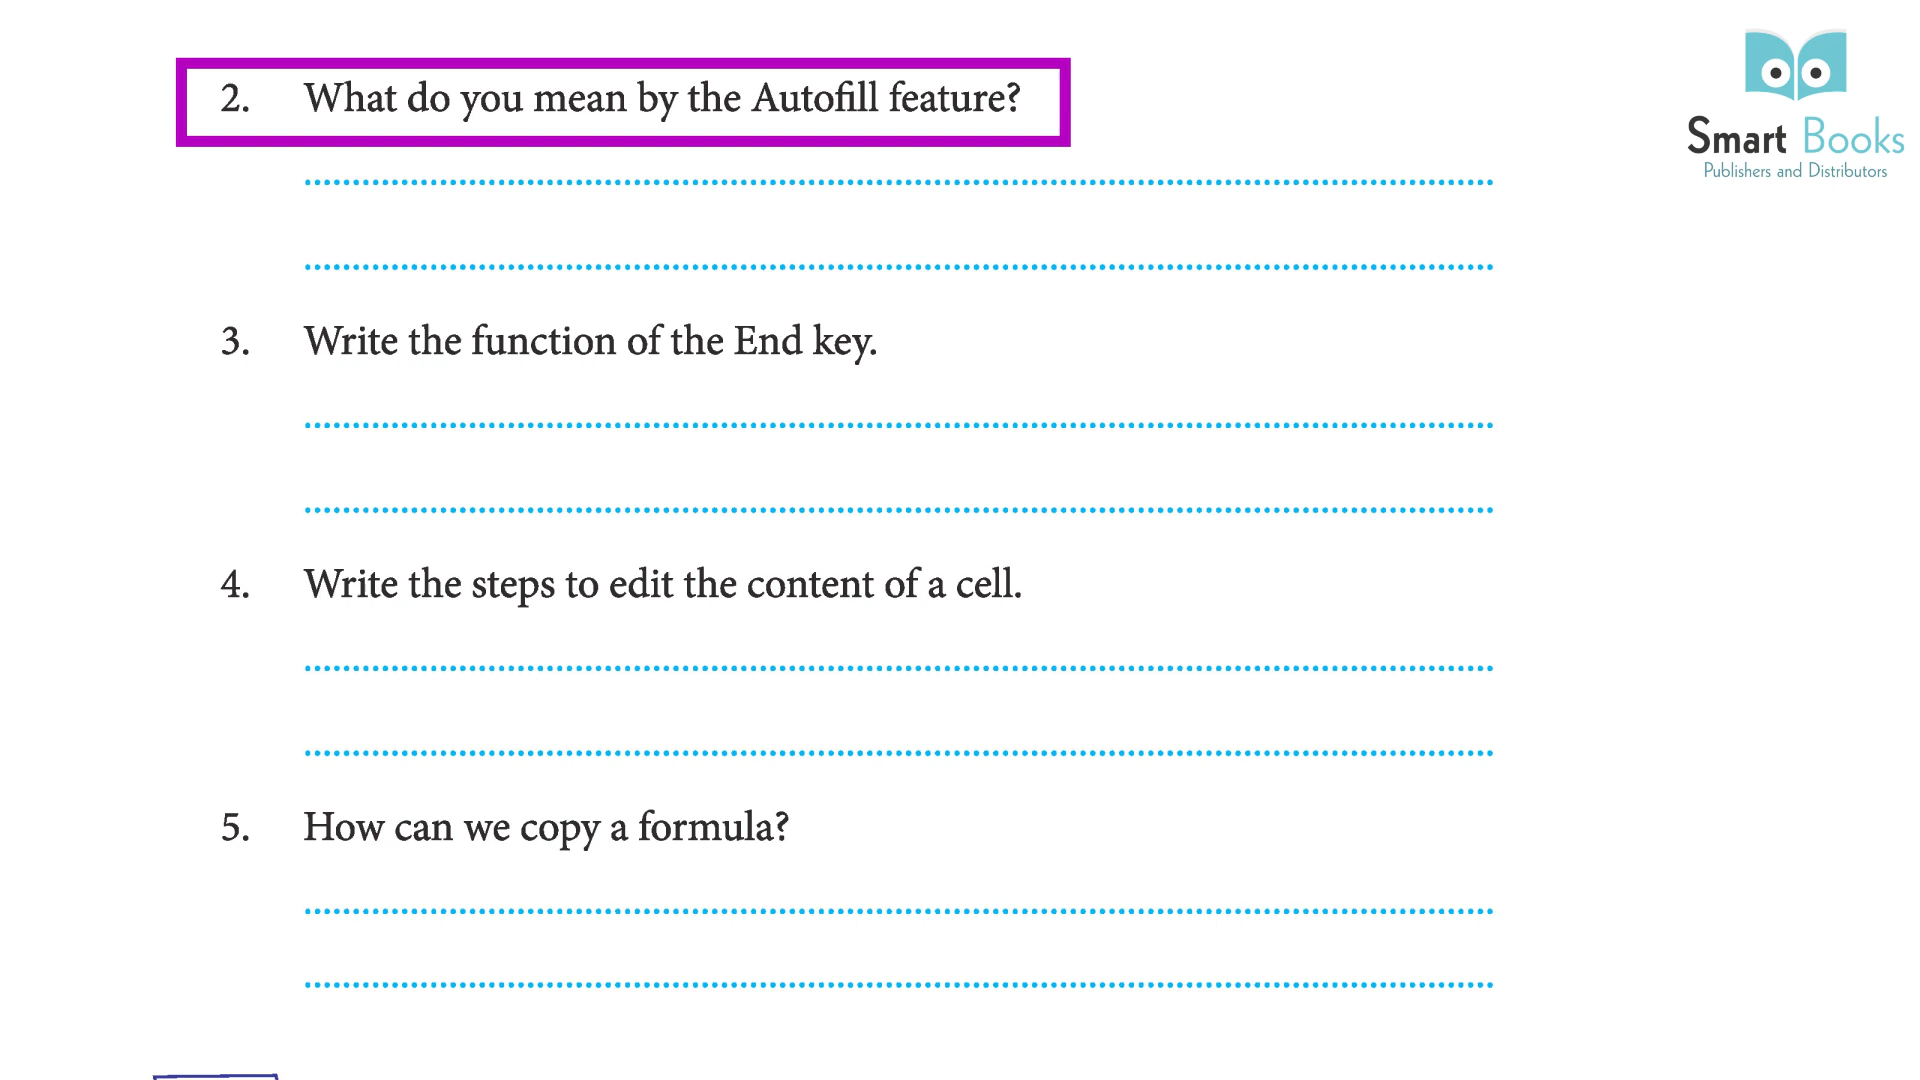 Smart Books
Publishers and Distributors
2. What do you mean by the Autofill feature?
3. Write the function of the End key.
4. Write the steps to edit the content of a cell.
5. How can we copy a formula?